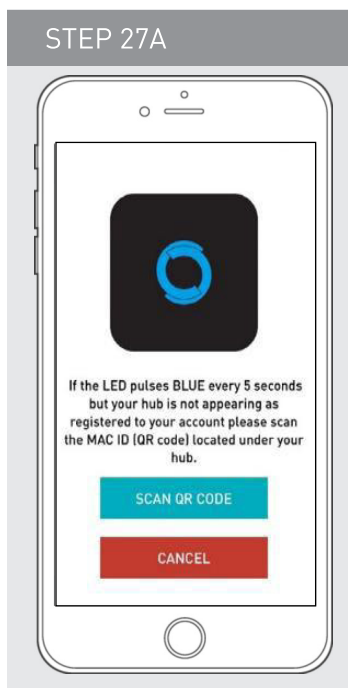 STEP 27A
If the LED pulses BLUE every 5 seconds
but your hub is not appearing as
registered to your account please scan
the MAC ID (QR code) located under your
hub.
SCAN QR CODE
CANCEL